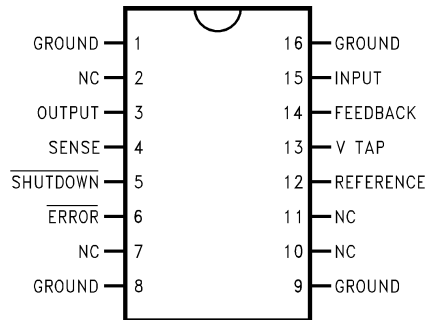 GROUND 1 16 GROUND
NC 2 15 INPUT
OUTPUT 3 14 FEEDBACK
SENSE 4 13 V TAP
SHUTDOWN 5 12 REFERENCE
ERROR 6 11 NC
NC 7 10 NC
GROUND 8 9 GROUND